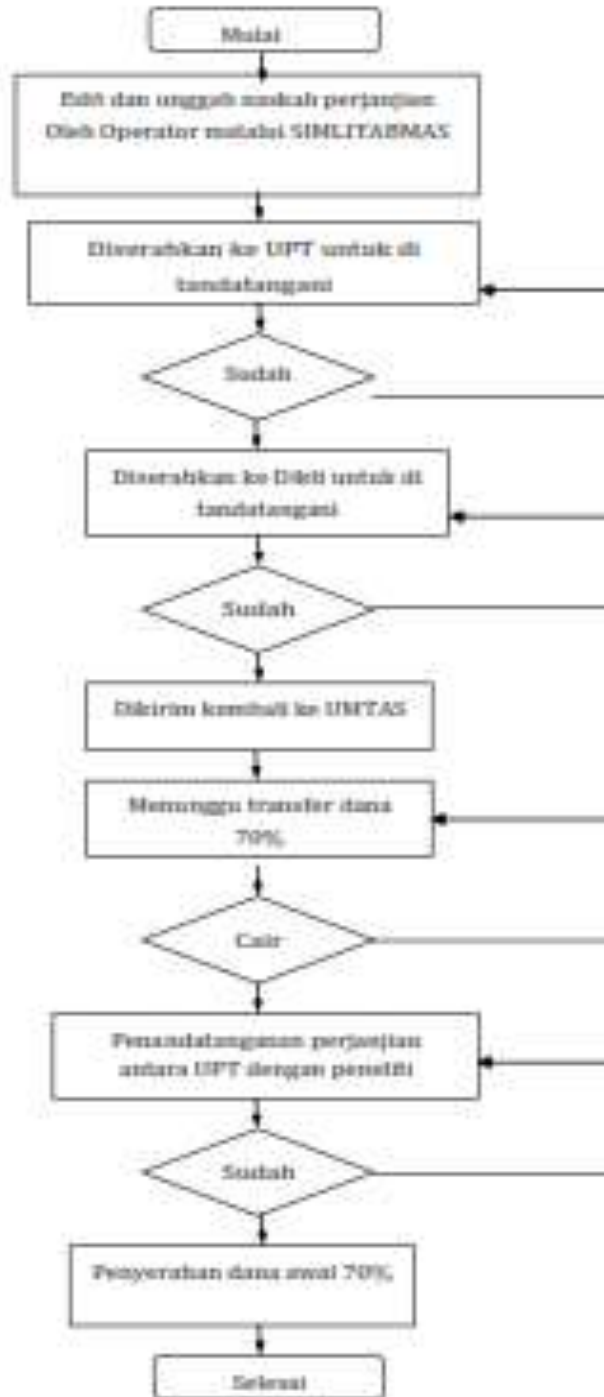 Mulai
Edit dan unggah naskah perjanjian
Oleh Operator melalui SIMLITABMAS
Diserahkan ke UPT untuk di
tandatangani
Sudah
Diserahkan ke Dikti untuk di
tandatangani
Sudah
Dikirim kembali ke UMTAS
Menunggu transfer dana
70%
Cair
Penandatanganan perjanjian
antara UPT dengan peneliti
Sudah
Penyerahan dana awal 70%
Selesai